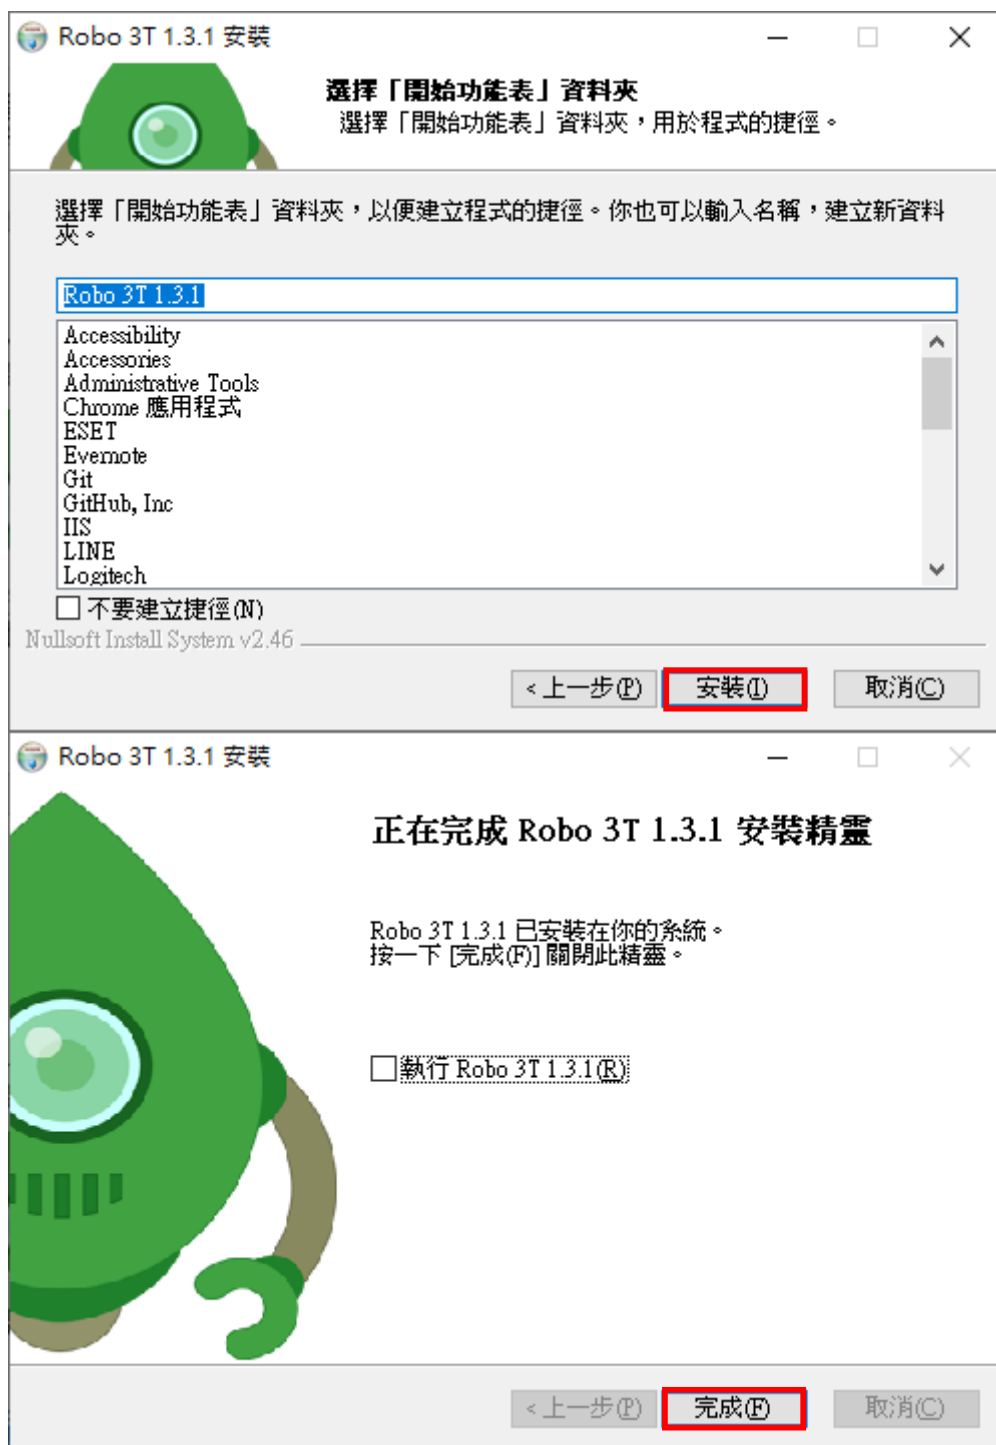 Robo 3T 1.3.1 安裝
選擇「開始功能表」資料夾
選擇「開始功能表」資料夾，用於程式的捷徑。
選擇「開始功能表」資料夾，以便建立程式的捷徑。你也可以輸入名稱，建立新資料
夾。
Robo 3T 1.3.1
Accessibility
Accessories
Administrative Tools
Chrome 應用程式
ESET
Evernote
Git
GitHub, Inc
IIS
LINE
Logitech
不要建立捷徑(N)
Nullsoft Install System v2.46
<上一步(P) 安裝(I) 取消(C)
Robo 3T 1.3.1 安裝
正在完成 Robo 3T 1.3.1 安裝精靈
Robo 3T 1.3.1 已安裝在你的系統。
按一下 [完成(F)] 關閉此精靈。
執行 Robo 3T 1.3.1(R)
<上一步(P) 完成(F) 取消(C)